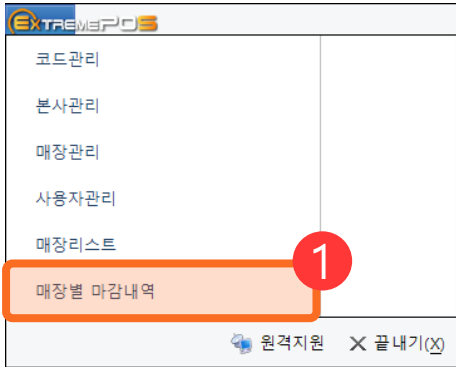 EXTREMEPOS
코드관리
본사관리
매장관리
사용자관리
매장리스트
매장별 마감내역
1
원격지원 끝내기(X)